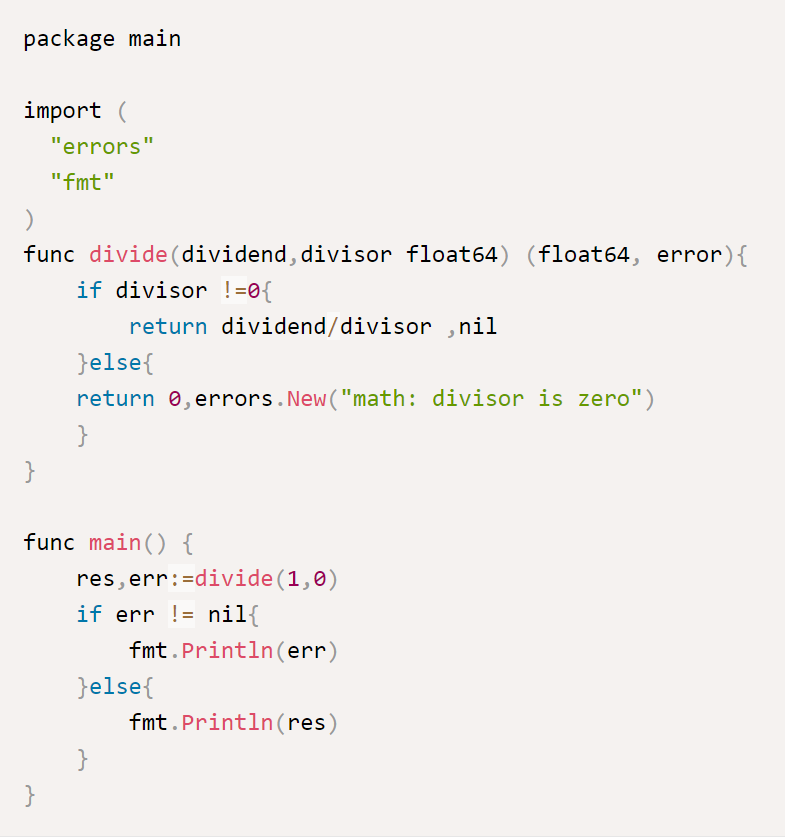 package main
import (
"errors"
"fmt"
)
func divide(dividend,divisor float64) (float64, error){
if divisor !=0{
return dividend/divisor ,nil
}else{
return 0,errors.New("math: divisor is zero")
}
}
func main() {
res,err:=divide(1,0)
if err != nil{
fmt.Println(err)
}else{
fmt.Println(res)
}
}